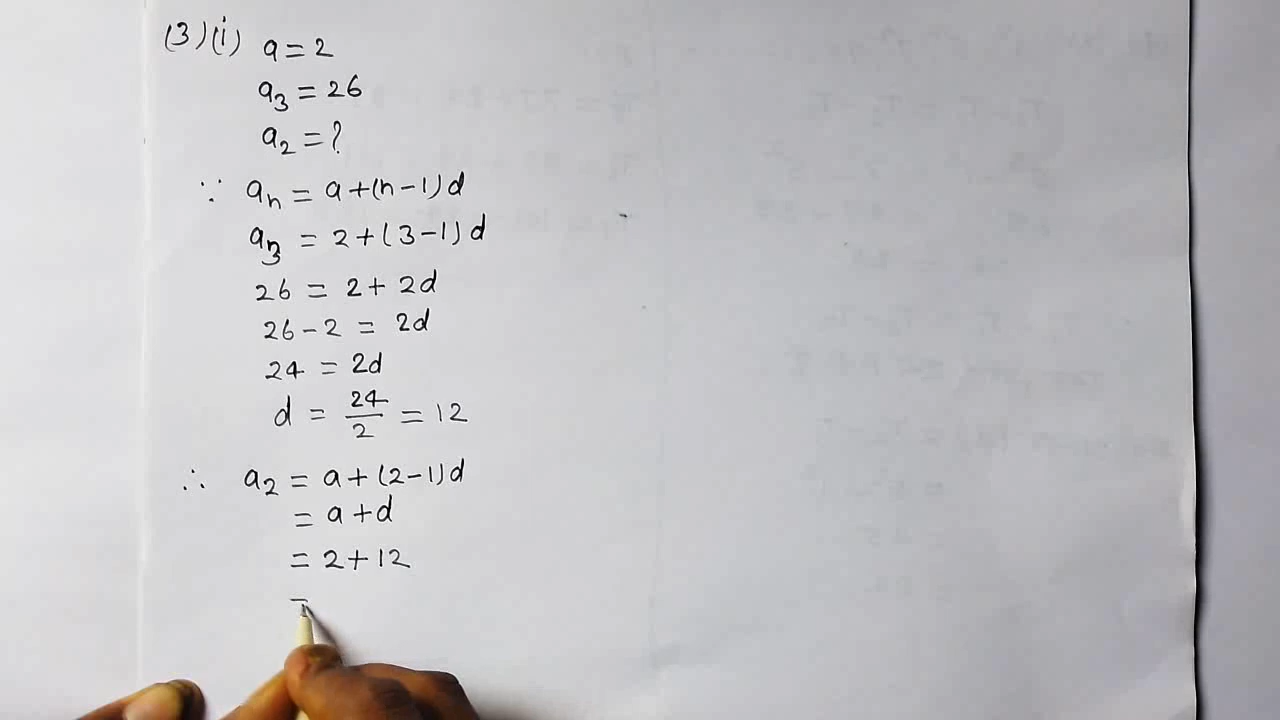 (3)(i) a = 2
a₃ = 26
a₂ = ?
∵ aₙ = a + (n − 1) d
a₃ = 2 + (3 − 1) d
26 = 2 + 2d
26 − 2 = 2d
24 = 2d
d = 24/2 = 12
∴ a₂ = a + (2 − 1) d
= a + d
= 2 + 12